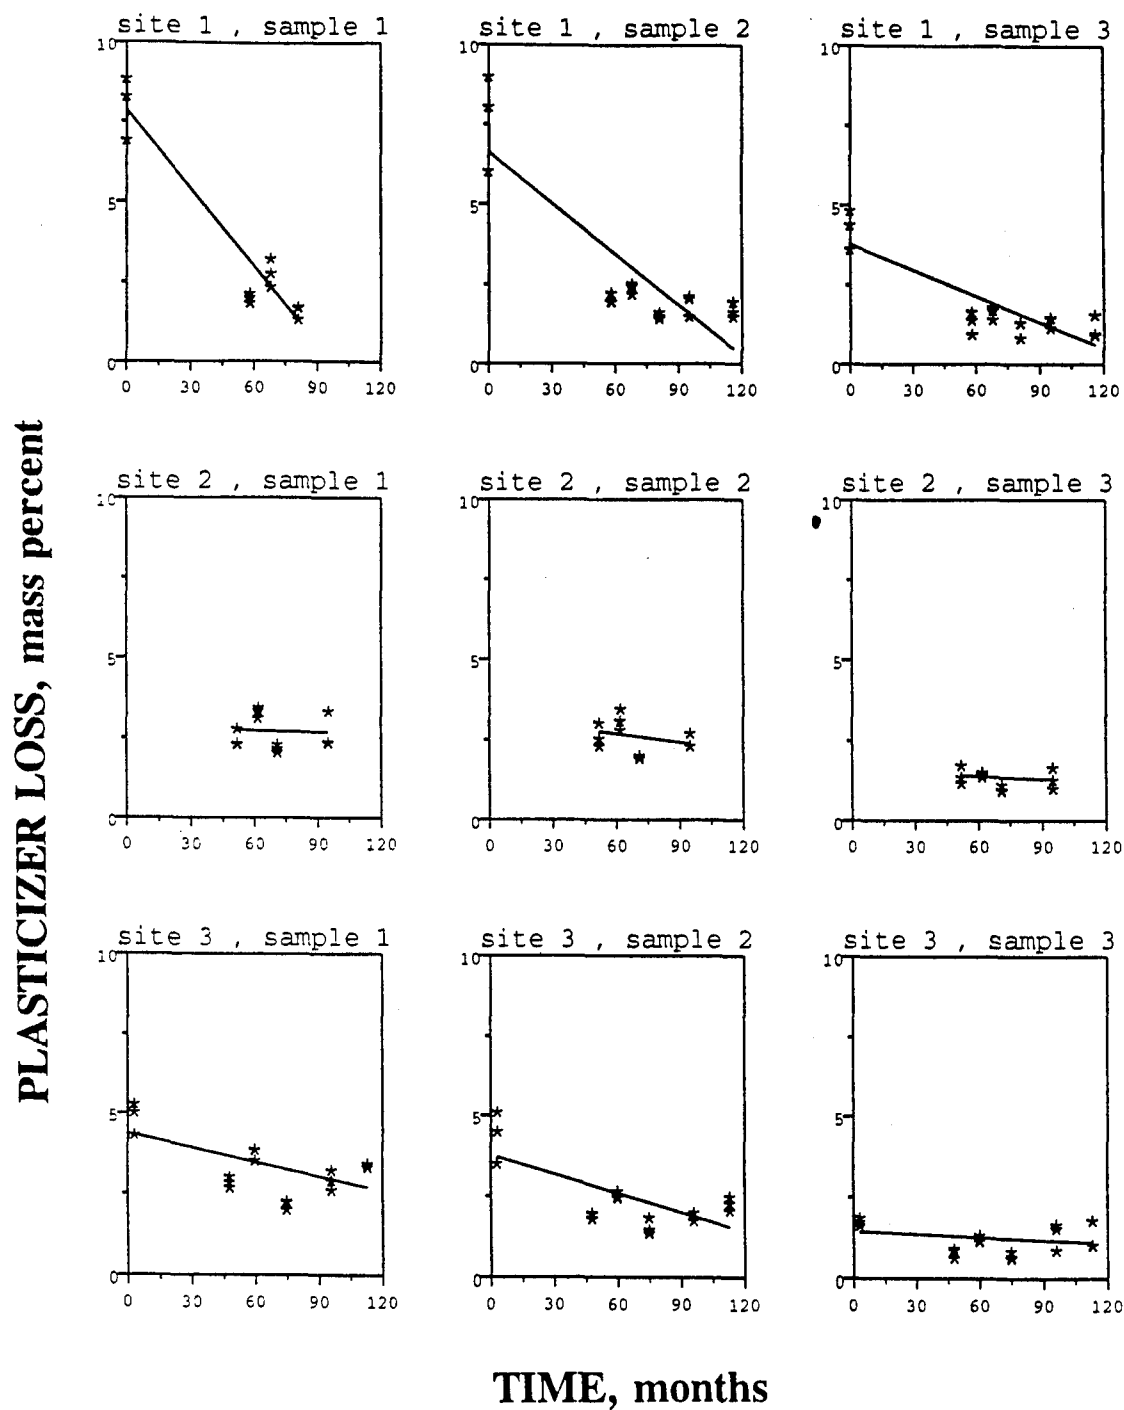 site 1 , sample 1
site 1 , sample 2
site 1 , sample 3
10
5
0
0 30 60 90 120
10
5
0
0 30 60 90 120
10
5
0
0 30 60 90 120
site 2 , sample 1
site 2 , sample 2
site 2 , sample 3
10
5
0
0 30 60 90 120
10
5
0
0 30 60 90 120
10
5
0
0 30 60 90 120
site 3 , sample 1
site 3 , sample 2
site 3 , sample 3
10
5
0
0 30 60 90 120
10
5
0
0 30 60 90 120
10
5
0
0 30 60 90 120
PLASTICIZER LOSS, mass percent
TIME, months